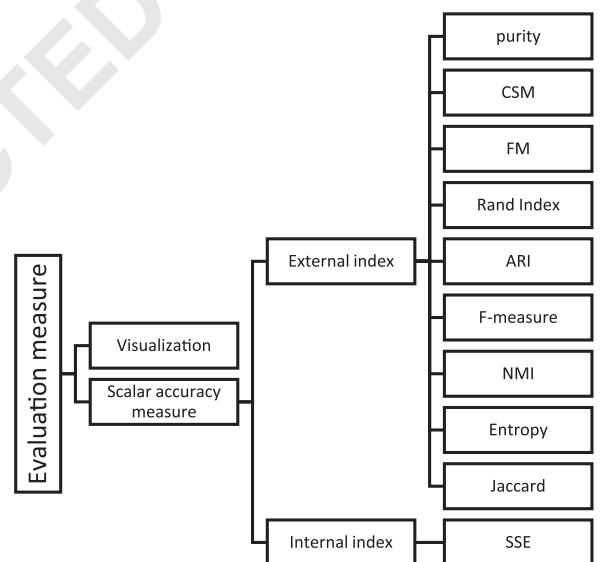 CTED
Evaluation measure
Visualization
Scalar accuracy
measure
External index
Internal index
purity
CSM
FM
Rand Index
ARI
F-measure
NMI
Entropy
Jaccard
SSE